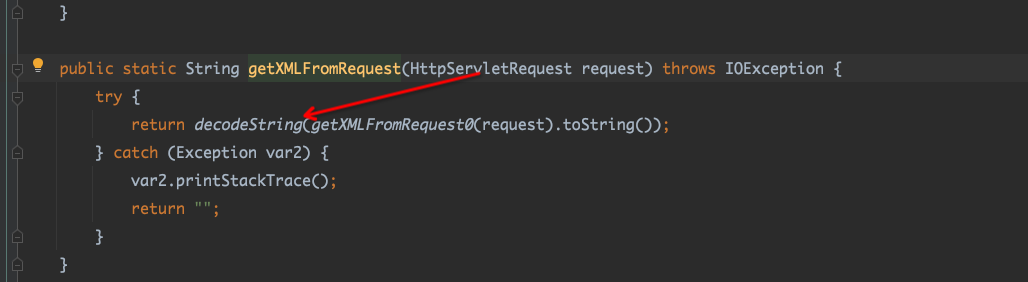 }
public static String getXMLFromRequest(HttpServletRequest request) throws IOException {
try {
return decodeString(getXMLFromRequest0(request).toString());
} catch (Exception var2) {
var2.printStackTrace();
return "";
}
}